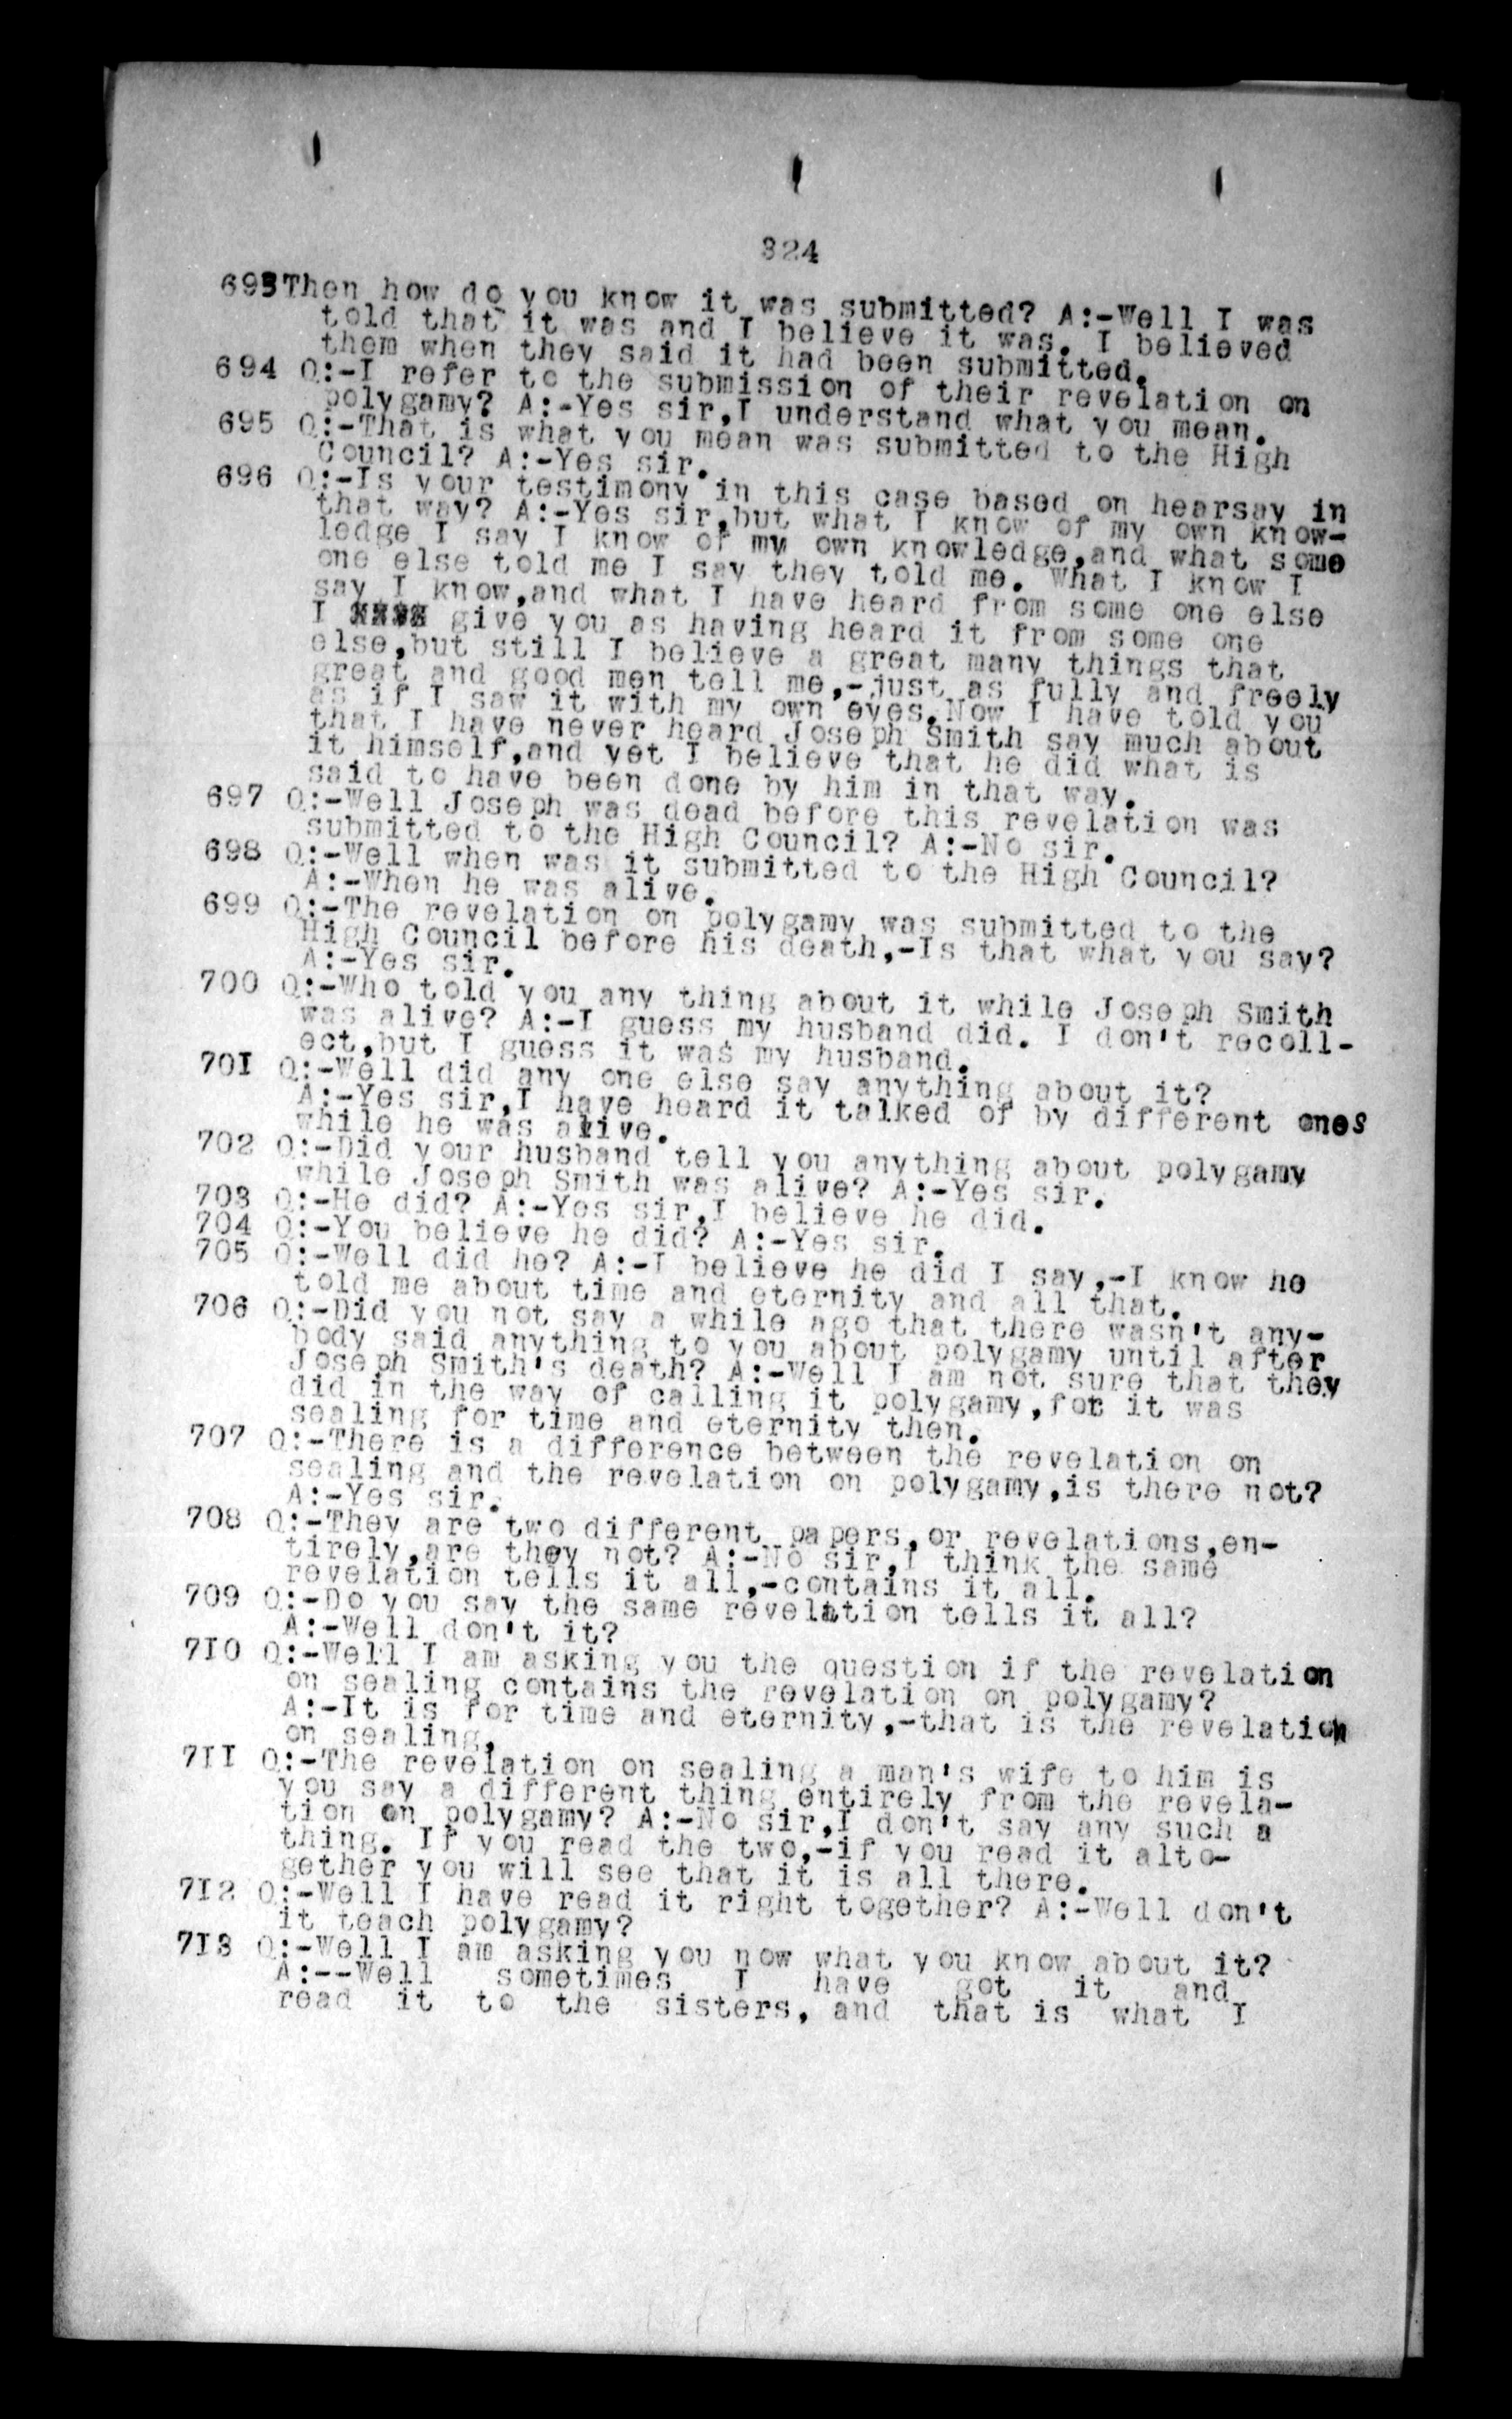 324
693Then how do you know it was submitted? A:-Well I was
told that it was and I believe it was. I believed
them when they said it had been submitted.
694 Q:-I refer to the submission of their revelation on
polygamy? A:-Yes sir,I understand what you mean.
695 Q:-That is what you mean was submitted to the High
Council? A:-Yes sir.
696 Q:-Is your testimony in this case based on hearsay in
that way? A:-Yes sir,but what I know of my own know-
ledge I say I know of my own knowledge,and what some
one else told me I say they told me. What I know I
say I know,and what I have heard from some one else
I xxxx give you as having heard it from some one
else,but still I believe a great many things that
great and good men tell me,-just as fully and freely
as if I saw it with my own eyes.Now I have told you
that I have never heard Joseph Smith say much about
it himself,and yet I believe that he did what is
said to have been done by him in that way.
697 Q:-Well Joseph was dead before this revelation was
submitted to the High Council? A:-No sir.
698 Q:-Well when was it submitted to the High Council?
A:-When he was alive.
699 Q:-The revelation on polygamy was submitted to the
High Council before his death,-Is that what you say?
A:-Yes sir.
700 Q:-Who told you any thing about it while Joseph Smith
was alive? A:-I guess my husband did. I don't recoll-
ect,but I guess it was my husband.
701 Q:-Well did any one else say anything about it?
A:-Yes sir,I have heard it talked of by different ones
while he was alive.
702 Q:-Did your husband tell you anything about polygamy
while Joseph Smith was alive? A:-Yes sir.
703 Q:-He did? A:-Yes sir,I believe he did.
704 Q:-You believe he did? A:-Yes sir.
705 Q:-Well did he? A:-I believe he did I say,-I know he
told me about time and eternity and all that.
706 Q:-Did you not say a while ago that there wasn't any-
body said anything to you about polygamy until after
Joseph Smith's death? A:-Well I am not sure that they
did in the way of calling it polygamy,for it was
sealing for time and eternity then.
707 Q:-There is a difference between the revelation on
sealing and the revelation on polygamy,is there not?
A:-Yes sir.
708 Q:-They are two different papers,or revelations,en-
tirely,are they not? A:-No sir,I think the same
revelation tells it all,-contains it all.
709 Q:-Do you say the same revelation tells it all?
A:-Well don't it?
710 Q:-Well I am asking you the question if the revelation
on sealing contains the revelation on polygamy?
A:-It is for time and eternity,-that is the revelation
on sealing.
711 Q:-The revelation on sealing a man's wife to him is
you say a different thing entirely from the revela-
tion on polygamy? A:-No sir,I don't say any such a
thing. If you read the two,-if you read it alto-
gether you will see that it is all there.
712 Q:-Well I have read it right together? A:-Well don't
it teach polygamy?
713 Q:-Well I am asking you now what you know about it?
A:--Well sometimes I have got it and
read it to the sisters, and that is what I